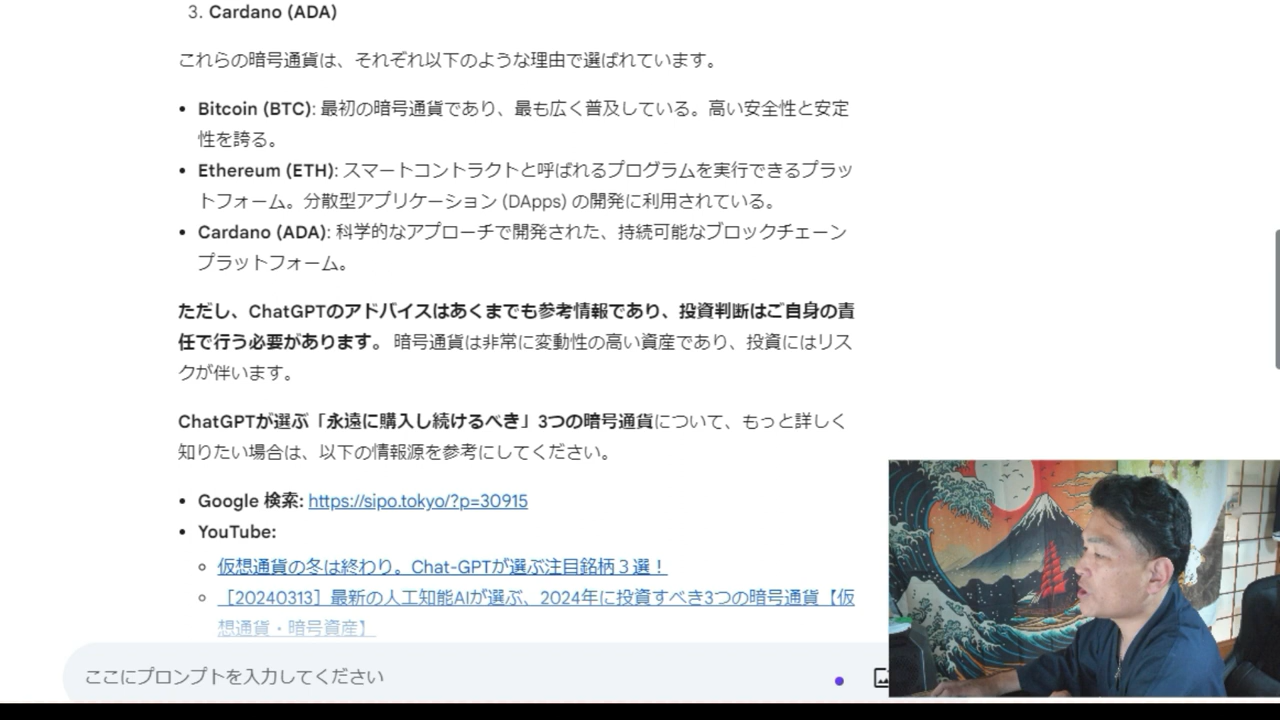 3. Cardano (ADA)
これらの暗号通貨は、それぞれ以下のような理由で選ばれています。
• Bitcoin (BTC): 最初の暗号通貨であり、最も広く普及している。高い安全性と安定
性を誇る。
• Ethereum (ETH): スマートコントラクトと呼ばれるプログラムを実行できるプラッ
トフォーム。分散型アプリケーション (DApps) の開発に利用されている。
• Cardano (ADA): 科学的なアプローチで開発された、持続可能なブロックチェーン
プラットフォーム。
ただし、ChatGPTのアドバイスはあくまでも参考情報であり、投資判断はご自身の責
任で行う必要があります。 暗号通貨は非常に変動性の高い資産であり、投資にはリス
クが伴います。
ChatGPTが選ぶ「永遠に購入し続けるべき」3つの暗号通貨について、もっと詳しく
知りたい場合は、以下の情報源を参考にしてください。
• Google 検索: https://sipo.tokyo/?p=30915
• YouTube:
仮想通貨の冬は終わり。Chat-GPTが選ぶ注目銘柄３選！
［20240313］最新の人工知能AIが選ぶ、2024年に投資すべき3つの暗号通貨【仮
想通貨・暗号資産】
ここにプロンプトを入力してください